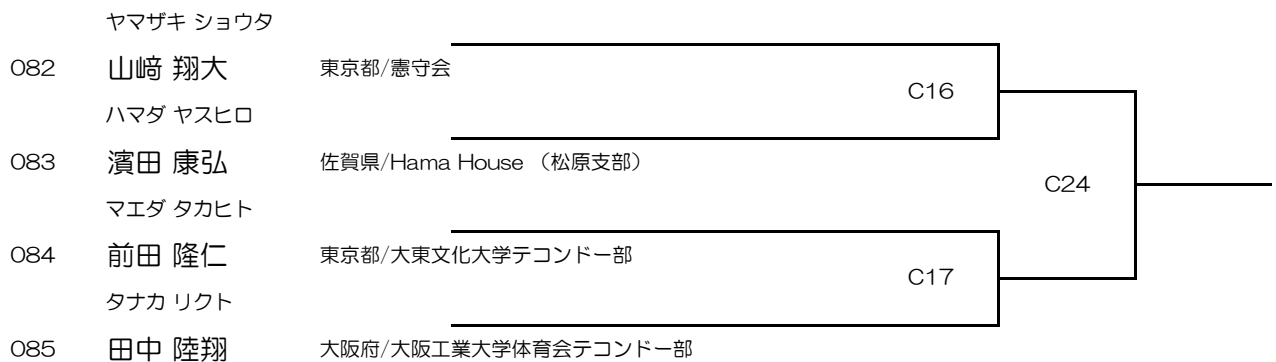 ヤマザキ ショウタ
082 山﨑 翔大 東京都/憲守会
C16
ハマダ ヤスヒロ
083 濱田 康弘 佐賀県/Hama House （松原支部）
C24
マエダ タカヒト
084 前田 隆仁 東京都/大東文化大学テコンドー部
C17
タナカ リクト
085 田中 陸翔 大阪府/大阪工業大学体育会テコンドー部